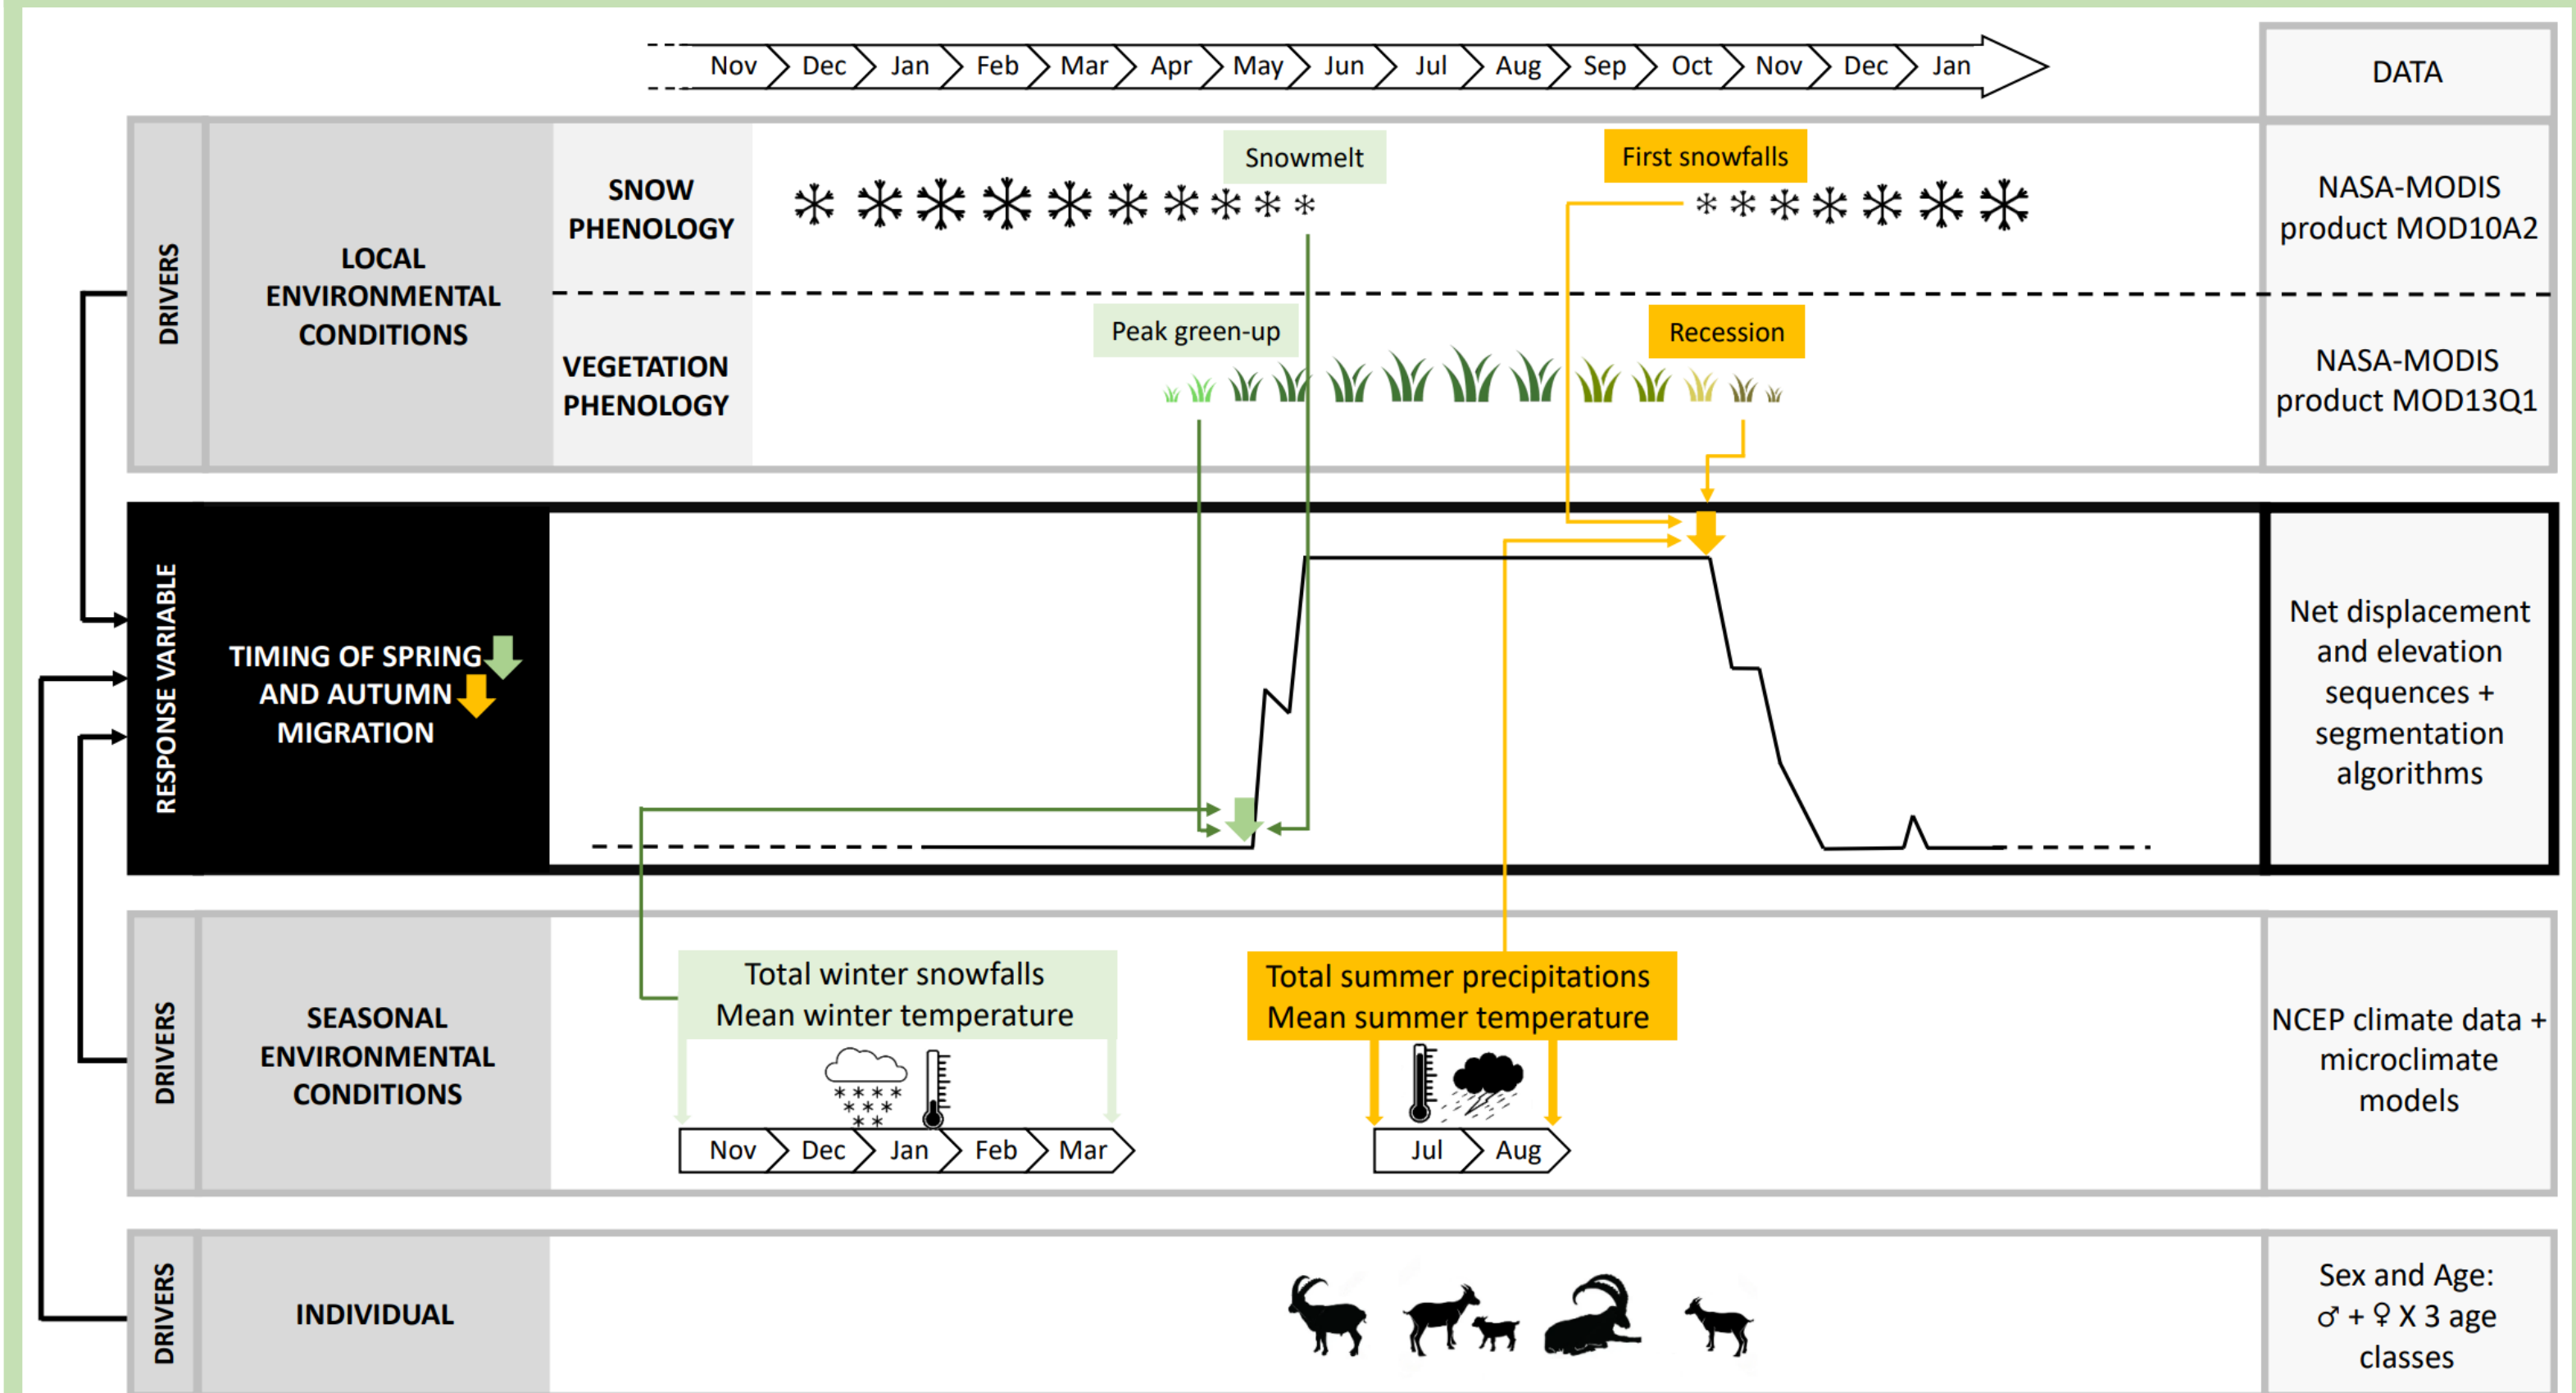 Nov Dec Jan Feb Mar Apr May Jun Jul Aug Sep Oct Nov Dec Jan
DATA
DRIVERS
LOCAL
ENVIRONMENTAL
CONDITIONS
SNOW
PHENOLOGY
Snowmelt
First snowfalls
NASA-MODIS
product MOD10A2
VEGETATION
PHENOLOGY
Peak green-up
Recession
NASA-MODIS
product MOD13Q1
RESPONSE VARIABLE
TIMING OF SPRING
AND AUTUMN
MIGRATION
Net displacement
and elevation
sequences +
segmentation
algorithms
DRIVERS
SEASONAL
ENVIRONMENTAL
CONDITIONS
Total winter snowfalls
Mean winter temperature
Nov Dec Jan Feb Mar
Total summer precipitations
Mean summer temperature
Jul Aug
NCEP climate data +
microclimate
models
DRIVERS
INDIVIDUAL
Sex and Age:
♂ + ♀ X 3 age
classes